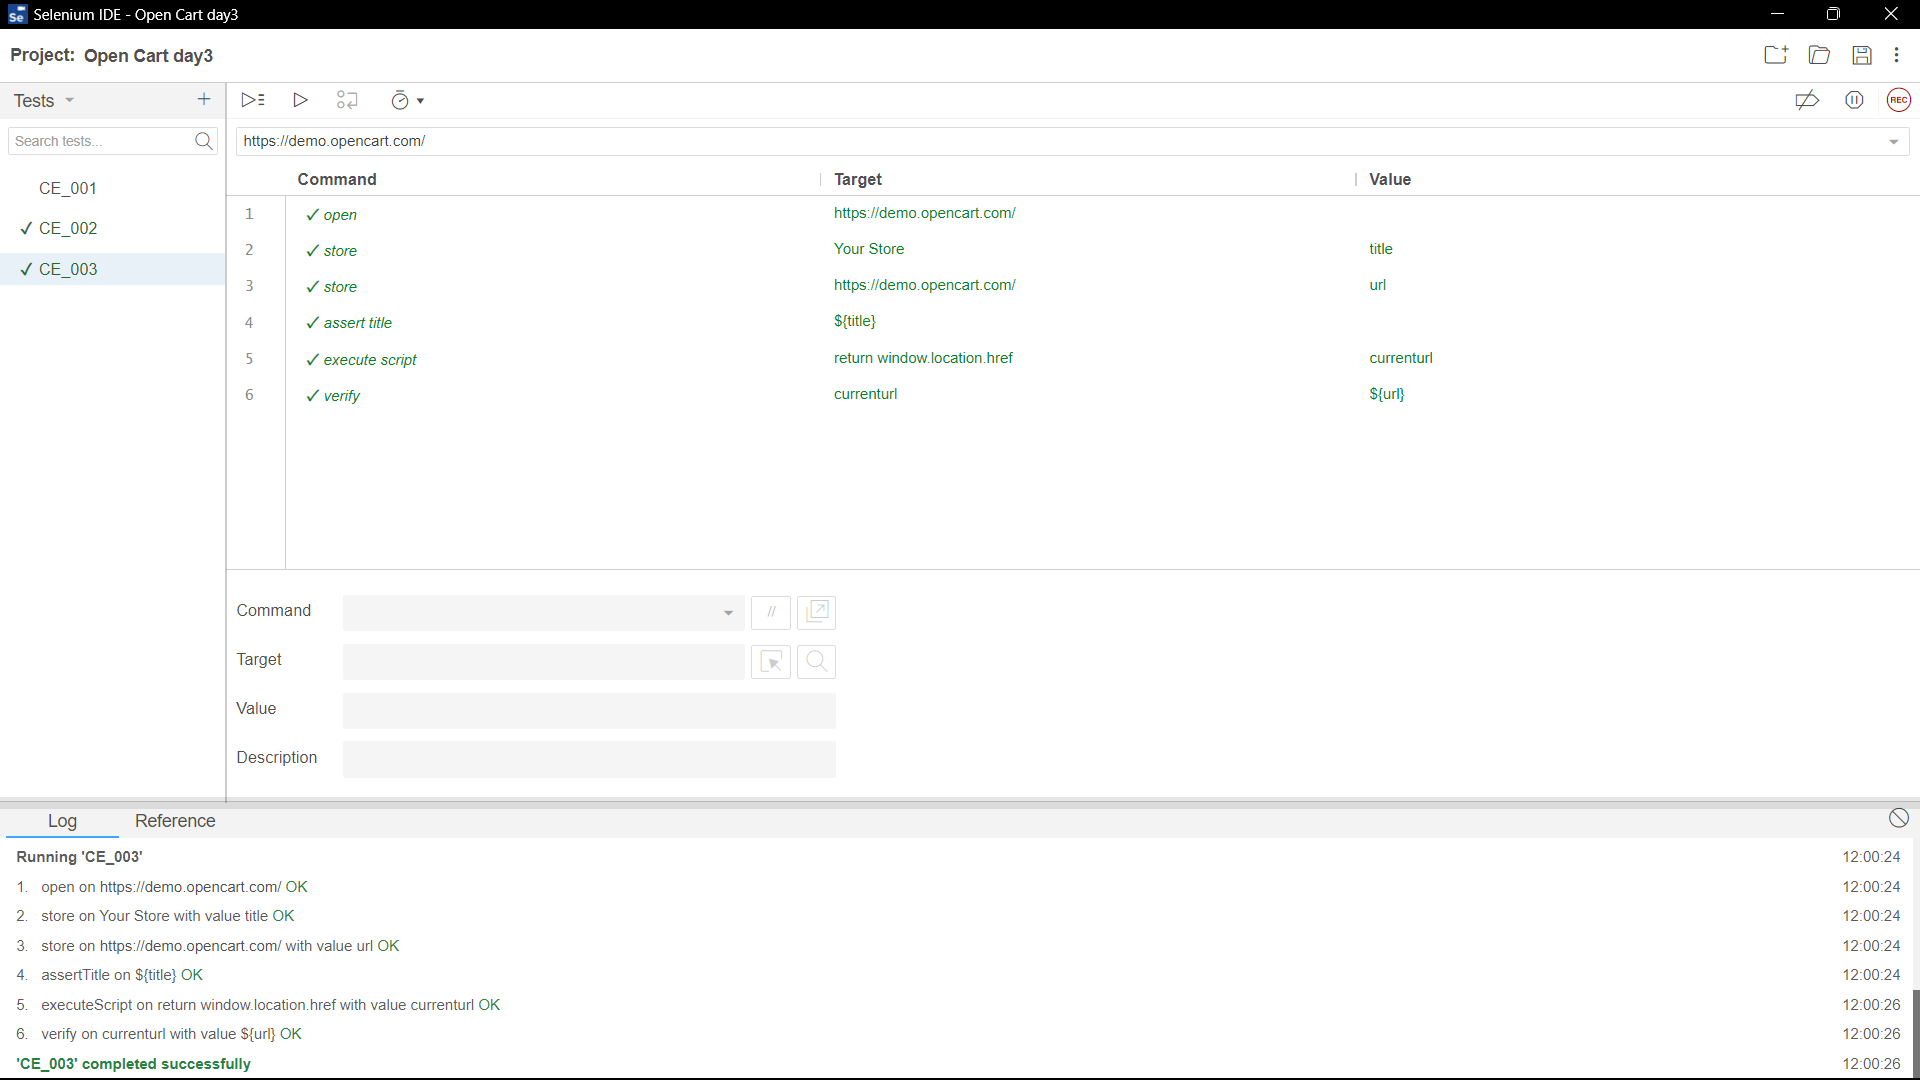 Selenium IDE - Open Cart day3
Project: Open Cart day3
Tests
Search tests...
CE_001
✓ CE_002
✓ CE_003
REC
https://demo.opencart.com/
Command Target Value
1 ✓ open https://demo.opencart.com/
2 ✓ store Your Store title
3 ✓ store https://demo.opencart.com/ url
4 ✓ assert title ${title}
5 ✓ execute script return window.location.href currenturl
6 ✓ verify currenturl ${url}
Command //
Target
Value
Description
Log Reference
Running 'CE_003' 12:00:24
1. open on https://demo.opencart.com/ OK 12:00:24
2. store on Your Store with value title OK 12:00:24
3. store on https://demo.opencart.com/ with value url OK 12:00:24
4. assertTitle on ${title} OK 12:00:24
5. executeScript on return window.location.href with value currenturl OK 12:00:26
6. verify on currenturl with value ${url} OK 12:00:26
'CE_003' completed successfully 12:00:26